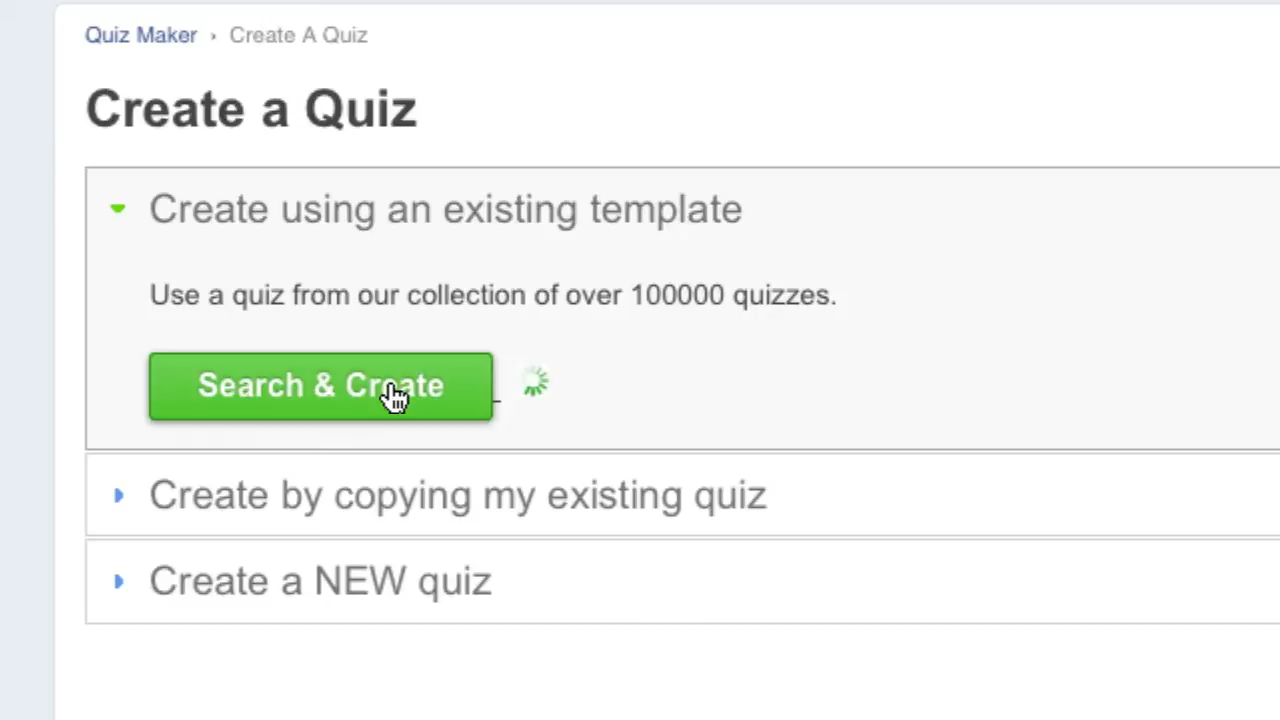 Quiz Maker › Create A Quiz
Create a Quiz
Create using an existing template
Use a quiz from our collection of over 100000 quizzes.
Search & Create
Create by copying my existing quiz
Create a NEW quiz